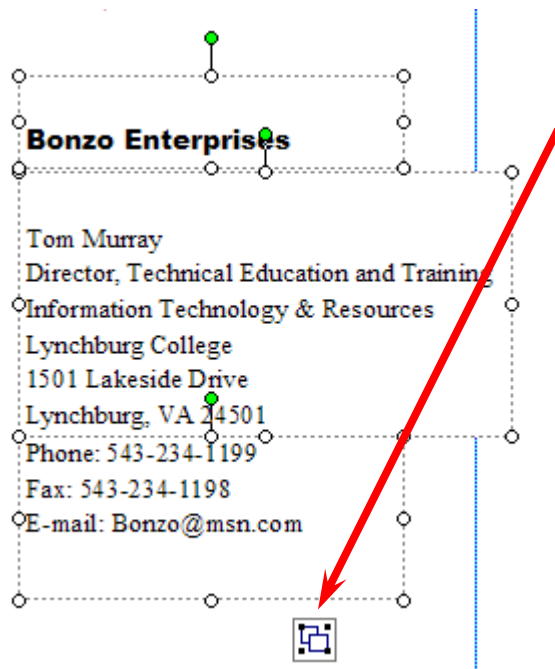 Bonzo Enterprises
Tom Murray
Director, Technical Education and Training
Information Technology & Resources
Lynchburg College
1501 Lakeside Drive
Lynchburg, VA 24501
Phone: 543-234-1199
Fax: 543-234-1198
E-mail: Bonzo@msn.com